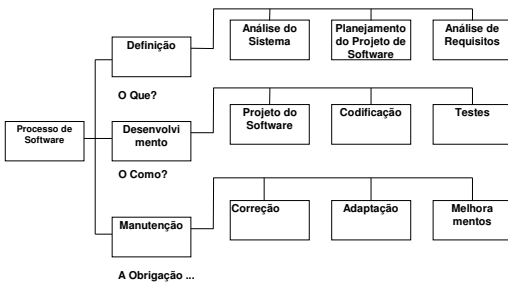 Definição
Análise do
Sistema
Planejamento
do Projeto de
Software
Análise de
Requisitos
O Que?
Processo de
Software
Desenvolvi
mento
Projeto do
Software
Codificação
Testes
O Como?
Manutenção
Correção
Adaptação
Melhora
mentos
A Obrigação ...